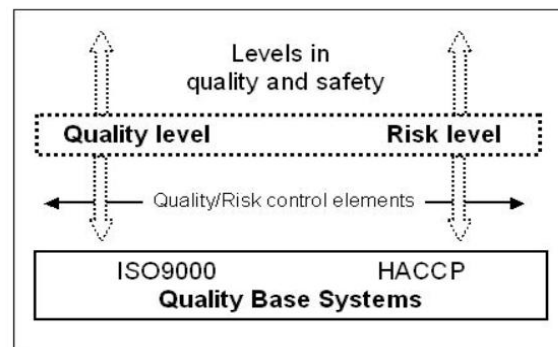 Levels in
quality and safety
Quality level Risk level
Quality/Risk control elements
ISO9000 HACCP
Quality Base Systems